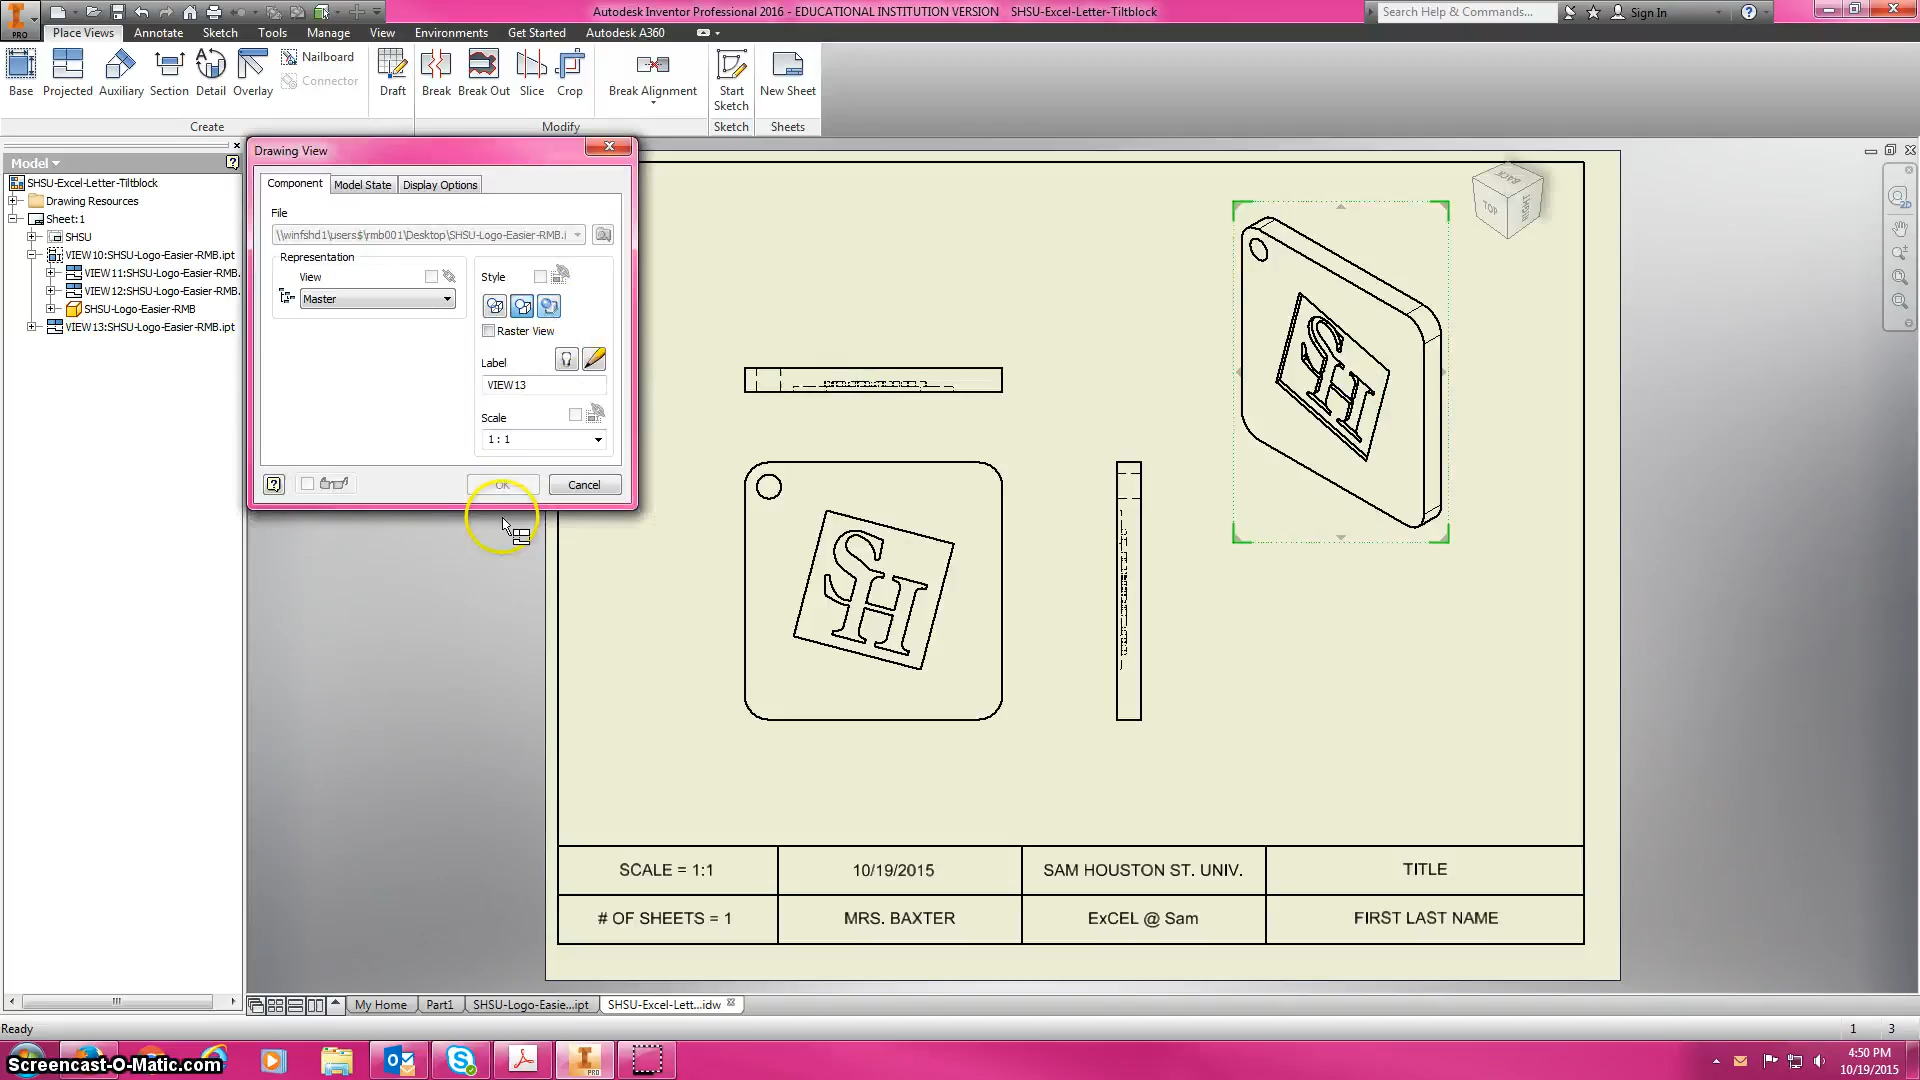 Autodesk Inventor Professional 2016 - EDUCATIONAL INSTITUTION VERSION SHSU-Excel-Letter-Tiltblock
Search Help & Commands...
Sign In
PRO
Place Views Annotate Sketch Tools Manage View Environments Get Started Autodesk A360
Base Projected Auxiliary Section Detail Overlay
Nailboard
Connector
Draft Break Break Out Slice Crop Break Alignment
Start Sketch
New Sheet
Create Modify Sketch Sheets
Model
SHSU-Excel-Letter-Tiltblock
Drawing Resources
Sheet:1
SHSU
VIEW10:SHSU-Logo-Easier-RMB.ipt
VIEW11:SHSU-Logo-Easier-RMB.
VIEW12:SHSU-Logo-Easier-RMB.
SHSU-Logo-Easier-RMB
VIEW13:SHSU-Logo-Easier-RMB.ipt
Drawing View
Component Model State Display Options
File
\\winfshd1\users$\rmb001\Desktop\SHSU-Logo-Easier-RMB.i
Representation
View
Master
Style
Raster View
Label
VIEW13
Scale
1 : 1
OK Cancel
BACK
TOP
RIGHT
SH
SH
SCALE = 1:1
10/19/2015
SAM HOUSTON ST. UNIV.
TITLE
# OF SHEETS = 1
MRS. BAXTER
ExCEL @ Sam
FIRST LAST NAME
My Home Part1 SHSU-Logo-Easie...ipt SHSU-Excel-Lett...idw
Ready
1 3
Screencast-O-Matic.com
PRO
4:50 PM
10/19/2015